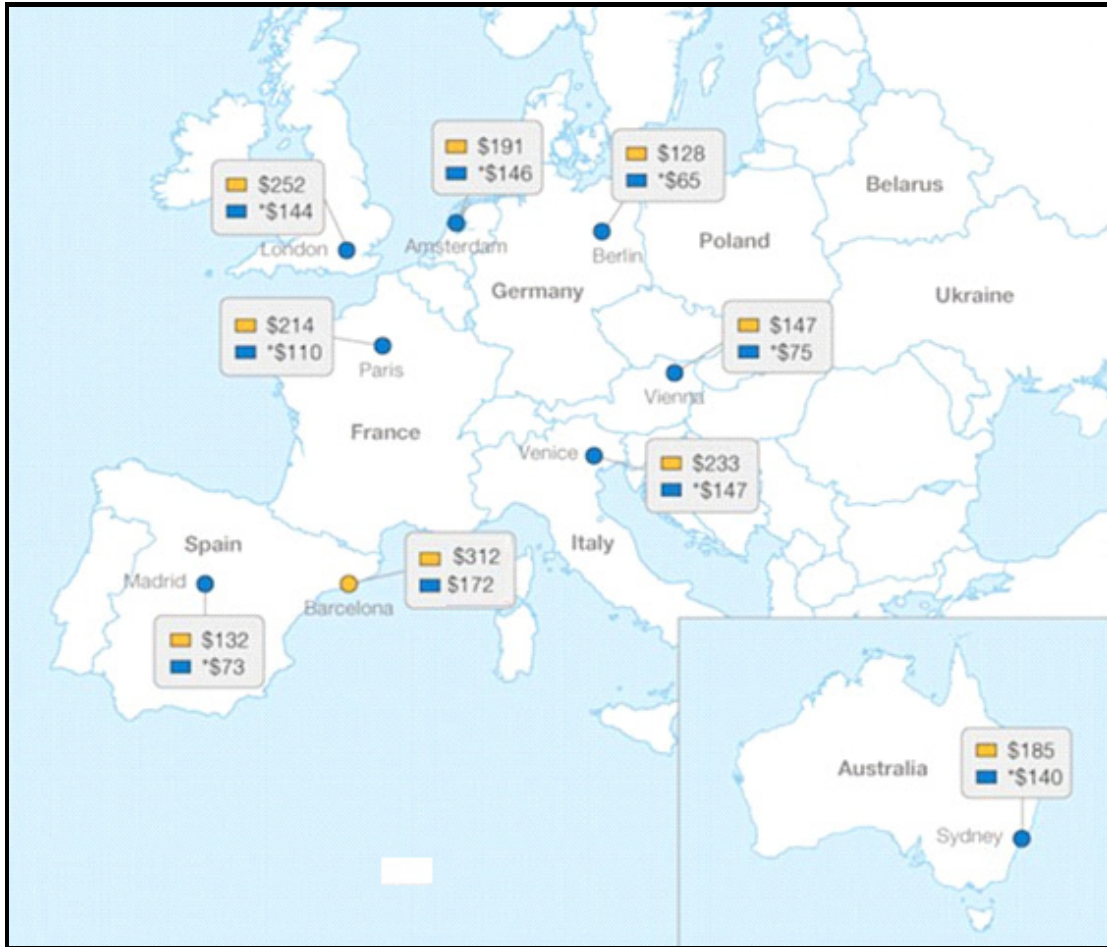 $191
*$146
$128
*$65
$252
*$144
Belarus
London
Amsterdam
Berlin
Poland
Germany
Ukraine
$214
*$110
$147
*$75
Paris
Vienna
France
Venice
$233
*$147
Spain
Italy
$312
$172
Madrid
Barcelona
$132
*$73
Australia
$185
*$140
Sydney